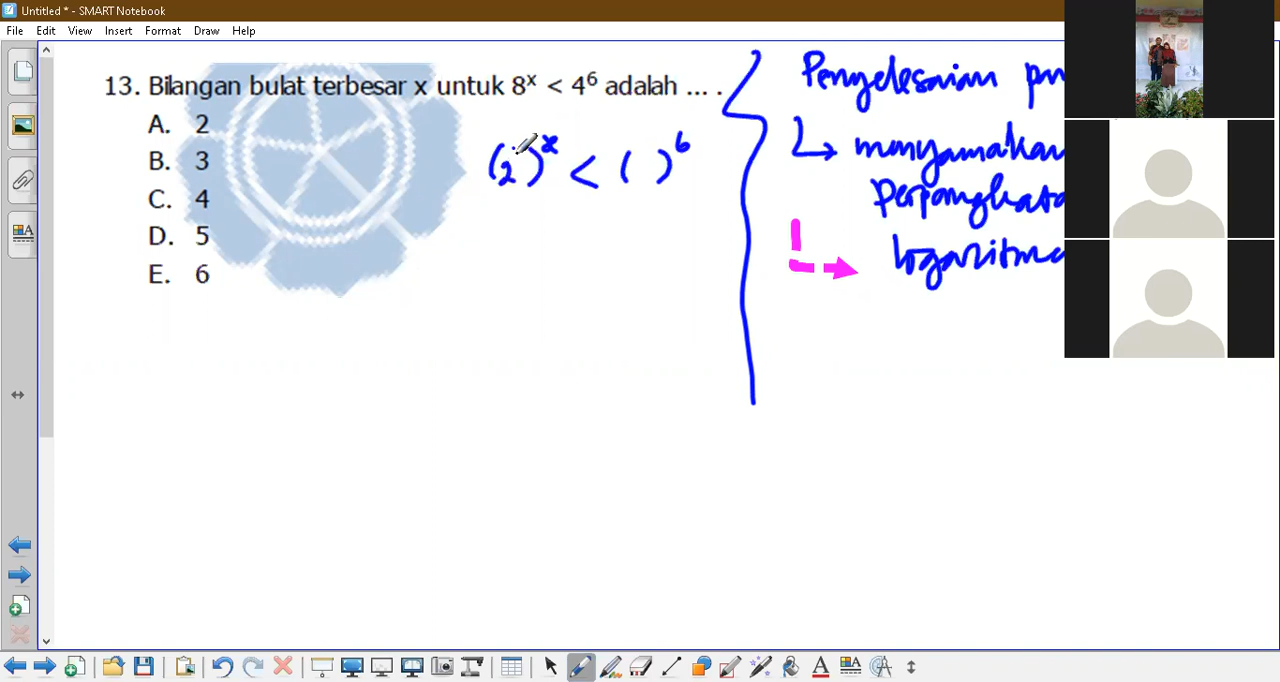 Untitled * - SMART Notebook
File Edit View Insert Format Draw Help
13. Bilangan bulat terbesar x untuk 8ˣ < 4⁶ adalah ... .
A. 2
B. 3
C. 4
D. 5
E. 6
(2 )ˣ < ( )⁶
Penyelesaian
menyamakan
logaritma